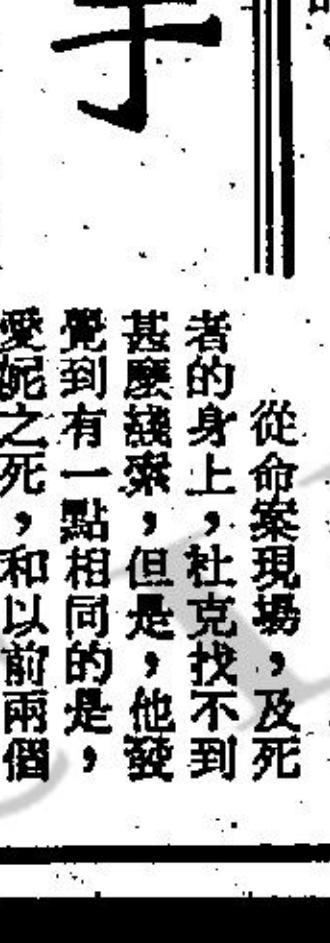 從命案現場，及死
者的身上，杜克找不到
甚麼綫索，但是，他發
覺到有一點相同的是，
愛妮之死，和以前兩個